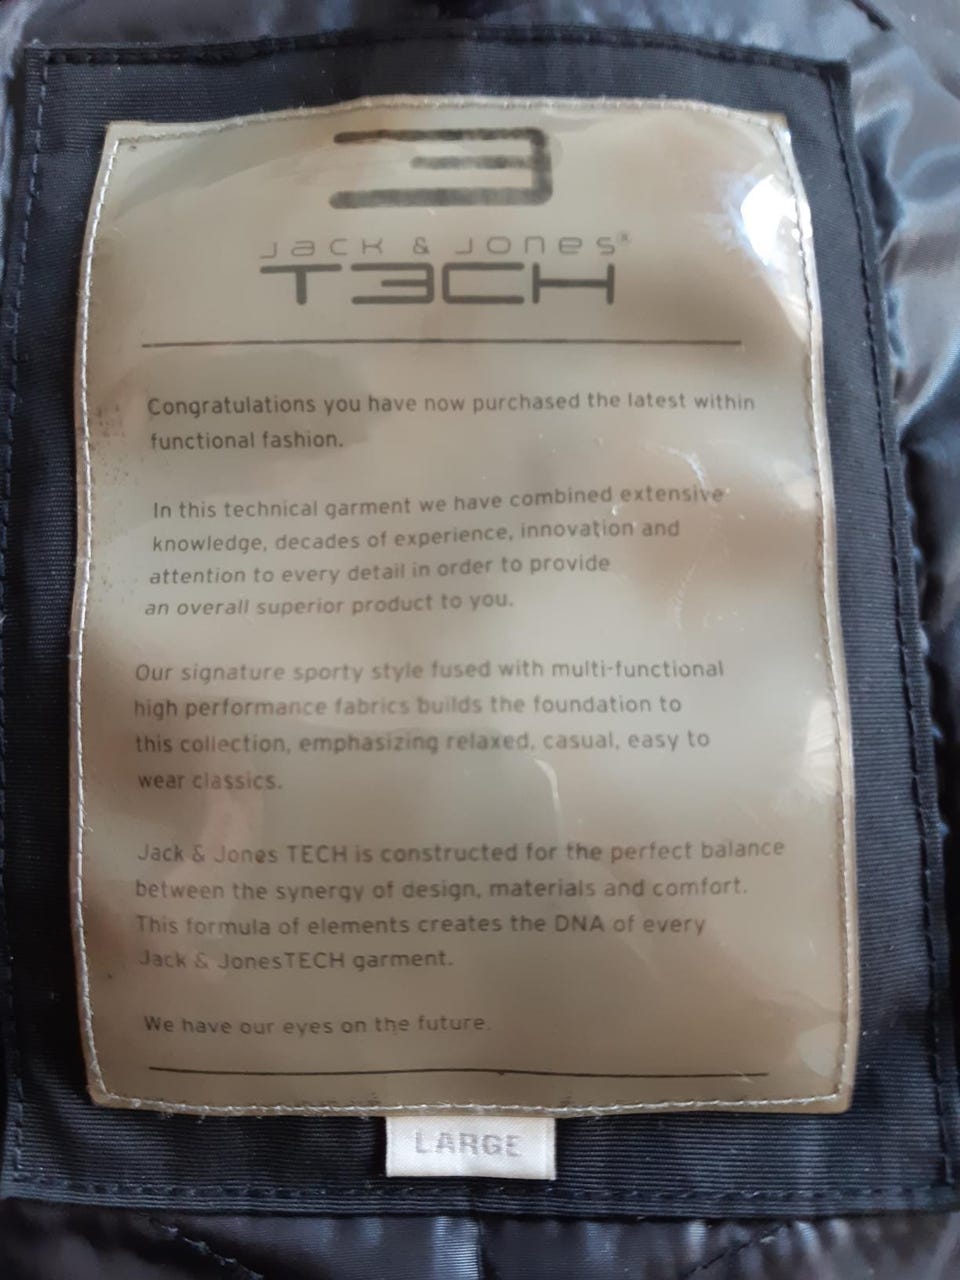 Jack & Jones®
TECH
Congratulations you have now purchased the latest within
functional fashion.
In this technical garment we have combined extensive
knowledge, decades of experience, innovation and
attention to every detail in order to provide
an overall superior product to you.
Our signature sporty style fused with multi-functional
high performance fabrics builds the foundation to
this collection, emphasizing relaxed, casual, easy to
wear classics.
Jack & Jones TECH is constructed for the perfect balance
between the synergy of design, materials and comfort.
This formula of elements creates the DNA of every
Jack & JonesTECH garment.
We have our eyes on the future.
LARGE